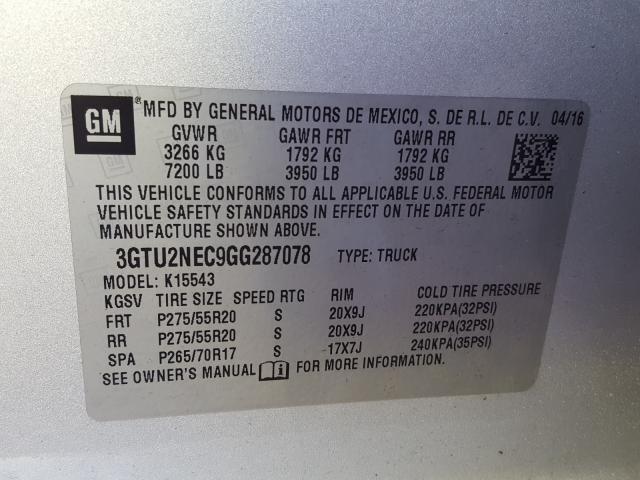 GM ® MFD BY GENERAL MOTORS DE MEXICO, S. DE R.L. DE C.V. 04/16
GVWR GAWR FRT GAWR RR
3266 KG 1792 KG 1792 KG
7200 LB 3950 LB 3950 LB
THIS VEHICLE CONFORMS TO ALL APPLICABLE U.S. FEDERAL MOTOR
VEHICLE SAFETY STANDARDS IN EFFECT ON THE DATE OF
MANUFACTURE SHOWN ABOVE.
3GTU2NEC9GG287078 TYPE: TRUCK
MODEL: K15543
KGSV TIRE SIZE SPEED RTG RIM COLD TIRE PRESSURE
FRT P275/55R20 S 20X9J 220KPA(32PSI)
RR P275/55R20 S 20X9J 220KPA(32PSI)
SPA P265/70R17 S 17X7J 240KPA(35PSI)
SEE OWNER'S MANUAL FOR MORE INFORMATION.